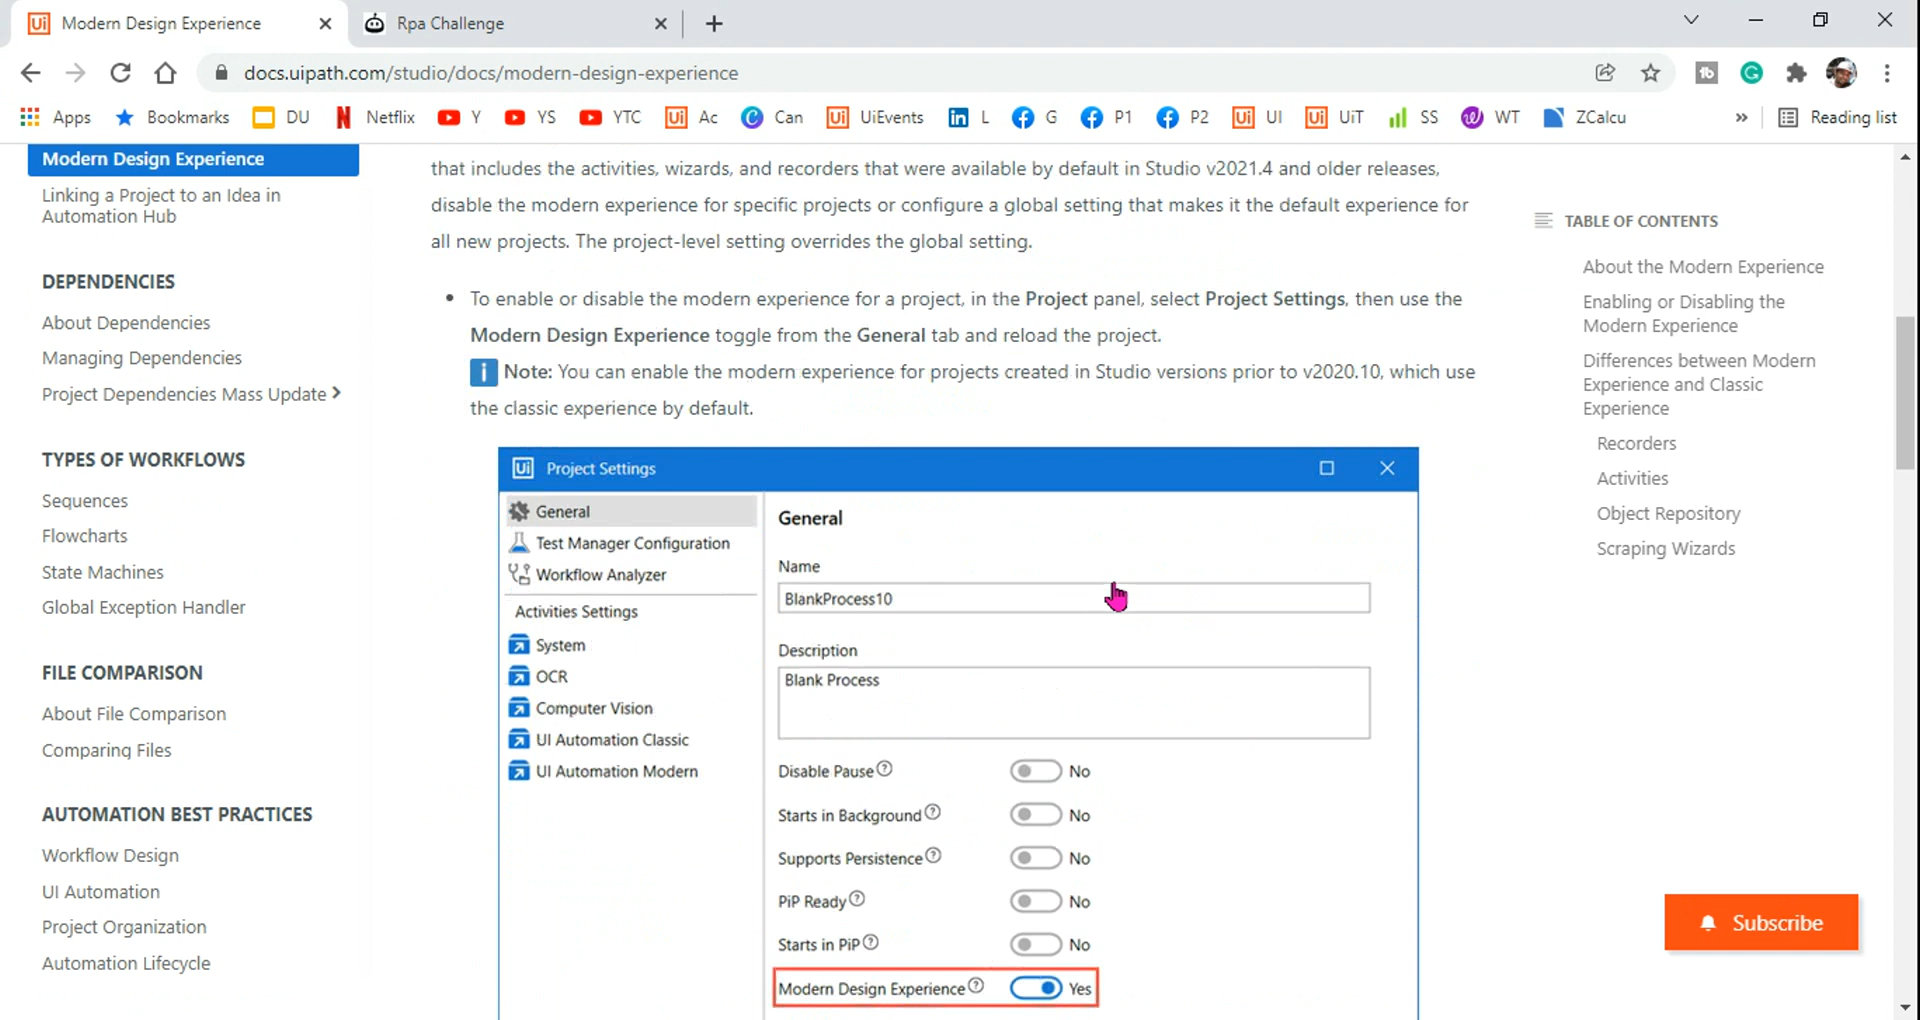 Modern Design Experience
Rpa Challenge
docs.uipath.com/studio/docs/modern-design-experience
Apps
Bookmarks
DU
Netflix
Y
YS
YTC
Ac
Can
UiEvents
L
G
P1
P2
UI
UiT
SS
WT
ZCalcu
»
Reading list
Modern Design Experience
Linking a Project to an Idea in
Automation Hub
DEPENDENCIES
About Dependencies
Managing Dependencies
Project Dependencies Mass Update
TYPES OF WORKFLOWS
Sequences
Flowcharts
State Machines
Global Exception Handler
FILE COMPARISON
About File Comparison
Comparing Files
AUTOMATION BEST PRACTICES
Workflow Design
UI Automation
Project Organization
Automation Lifecycle
that includes the activities, wizards, and recorders that were available by default in Studio v2021.4 and older releases,
disable the modern experience for specific projects or configure a global setting that makes it the default experience for
all new projects. The project-level setting overrides the global setting.
• To enable or disable the modern experience for a project, in the Project panel, select Project Settings, then use the
Modern Design Experience toggle from the General tab and reload the project.
i Note: You can enable the modern experience for projects created in Studio versions prior to v2020.10, which use
the classic experience by default.
Ui Project Settings
General
Test Manager Configuration
Workflow Analyzer
Activities Settings
System
OCR
Computer Vision
UI Automation Classic
UI Automation Modern
General
Name
BlankProcess10
Description
Blank Process
Disable Pause ? No
Starts in Background ? No
Supports Persistence ? No
PiP Ready ? No
Starts in PiP ? No
Modern Design Experience ? Yes
TABLE OF CONTENTS
About the Modern Experience
Enabling or Disabling the
Modern Experience
Differences between Modern
Experience and Classic
Experience
Recorders
Activities
Object Repository
Scraping Wizards
Subscribe